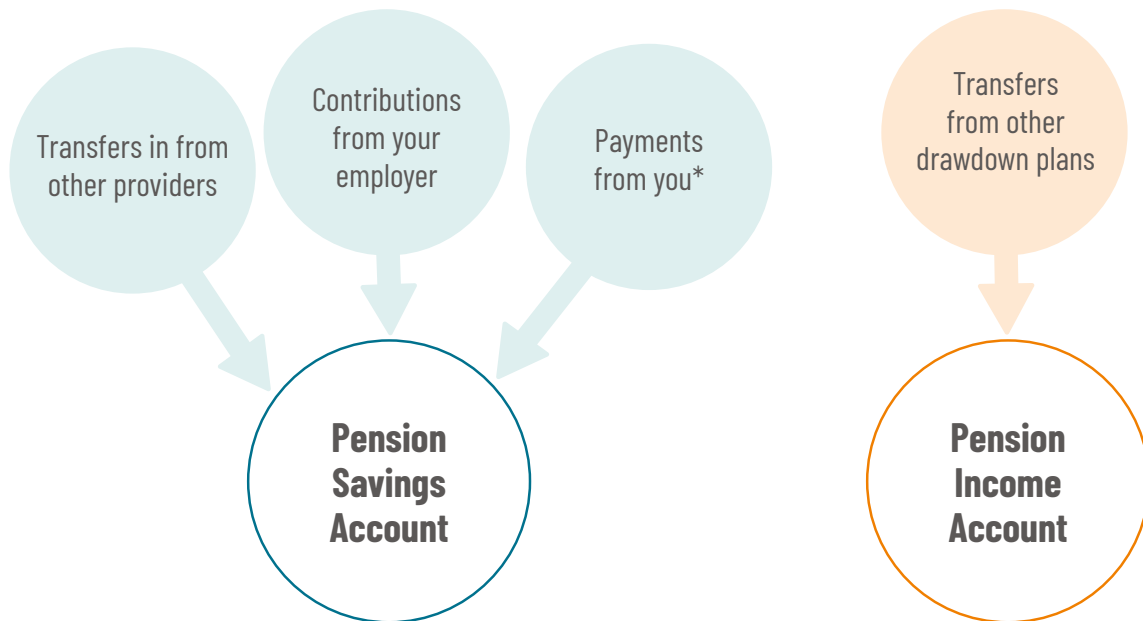 Transfers in from
other providers
Contributions
from your
employer
Payments
from you*
Transfers
from other
drawdown plans
Pension
Savings
Account
Pension
Income
Account